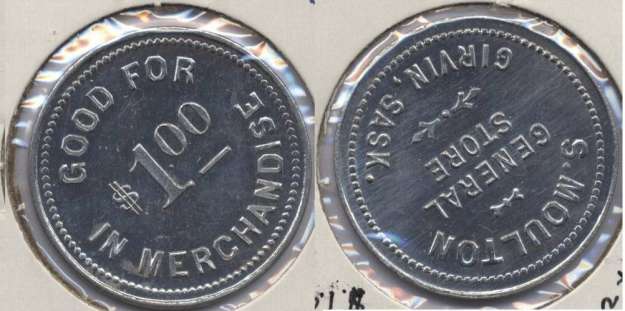 GOOD FOR
$1.00
IN MERCHANDISE
S. MOULTON
GENERAL
STORE
GIRVIN, SASK.